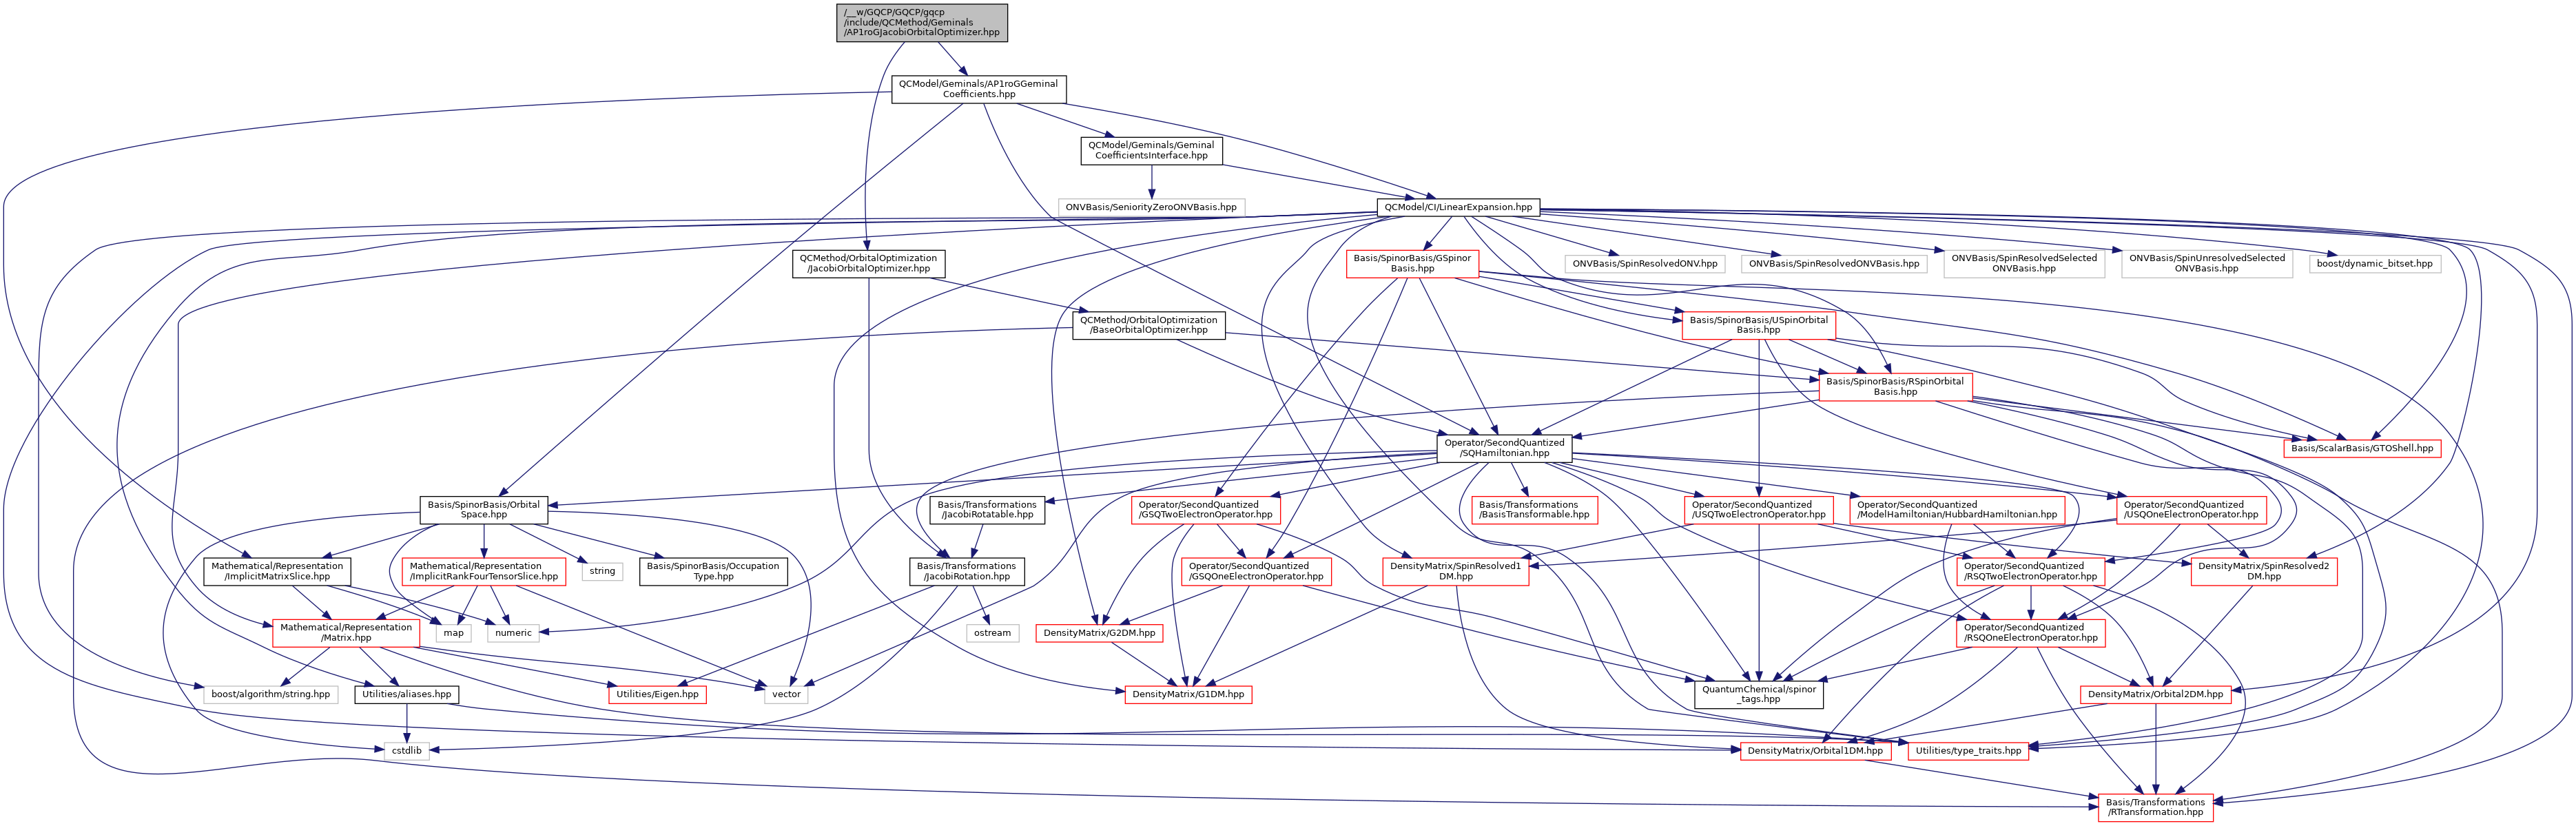 /__w/GQCP/GQCP/gqcp
/include/QCMethod/Geminals
/AP1roGJacobiOrbitalOptimizer.hpp
QCModel/Geminals/AP1roGGeminal
Coefficients.hpp
QCModel/Geminals/Geminal
CoefficientsInterface.hpp
ONVBasis/SeniorityZeroONVBasis.hpp
QCModel/CI/LinearExpansion.hpp
QCMethod/OrbitalOptimization
/JacobiOrbitalOptimizer.hpp
Basis/SpinorBasis/GSpinor
Basis.hpp
ONVBasis/SpinResolvedONV.hpp
ONVBasis/SpinResolvedONVBasis.hpp
ONVBasis/SpinResolvedSelected
ONVBasis.hpp
ONVBasis/SpinUnresolvedSelected
ONVBasis.hpp
boost/dynamic_bitset.hpp
QCMethod/OrbitalOptimization
/BaseOrbitalOptimizer.hpp
Basis/SpinorBasis/USpinOrbital
Basis.hpp
Basis/SpinorBasis/RSpinOrbital
Basis.hpp
Operator/SecondQuantized
/SQHamiltonian.hpp
Basis/ScalarBasis/GTOShell.hpp
Basis/SpinorBasis/Orbital
Space.hpp
Basis/Transformations
/JacobiRotatable.hpp
Operator/SecondQuantized
/GSQTwoElectronOperator.hpp
Basis/Transformations
/BasisTransformable.hpp
Operator/SecondQuantized
/USQTwoElectronOperator.hpp
Operator/SecondQuantized
/ModelHamiltonian/HubbardHamiltonian.hpp
Operator/SecondQuantized
/USQOneElectronOperator.hpp
Mathematical/Representation
/ImplicitMatrixSlice.hpp
Mathematical/Representation
/ImplicitRankFourTensorSlice.hpp
string
Basis/SpinorBasis/Occupation
Type.hpp
Basis/Transformations
/JacobiRotation.hpp
Operator/SecondQuantized
/GSQOneElectronOperator.hpp
DensityMatrix/SpinResolved1
DM.hpp
Operator/SecondQuantized
/RSQTwoElectronOperator.hpp
DensityMatrix/SpinResolved2
DM.hpp
Mathematical/Representation
/Matrix.hpp
map
numeric
ostream
DensityMatrix/G2DM.hpp
Operator/SecondQuantized
/RSQOneElectronOperator.hpp
boost/algorithm/string.hpp
Utilities/aliases.hpp
Utilities/Eigen.hpp
vector
DensityMatrix/G1DM.hpp
QuantumChemical/spinor
_tags.hpp
DensityMatrix/Orbital2DM.hpp
cstdlib
DensityMatrix/Orbital1DM.hpp
Utilities/type_traits.hpp
Basis/Transformations
/RTransformation.hpp